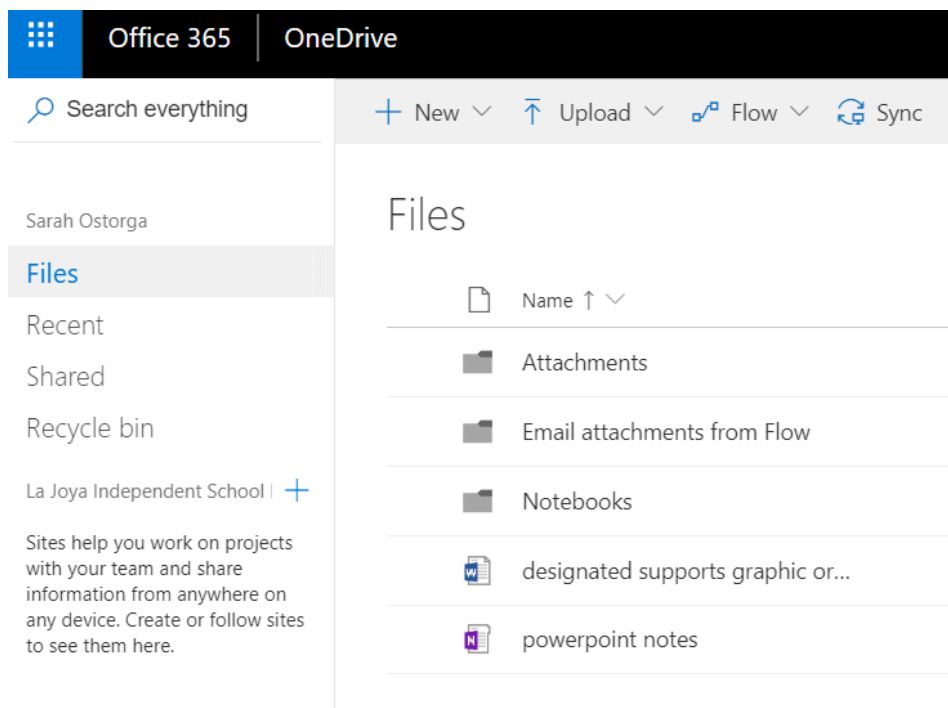 Office 365 OneDrive
Search everything
New Upload Flow Sync
Sarah Ostorga
Files
Recent
Shared
Recycle bin
La Joya Independent School
Sites help you work on projects
with your team and share
information from anywhere on
any device. Create or follow sites
to see them here.
Files
Name
Attachments
Email attachments from Flow
Notebooks
designated supports graphic or...
powerpoint notes